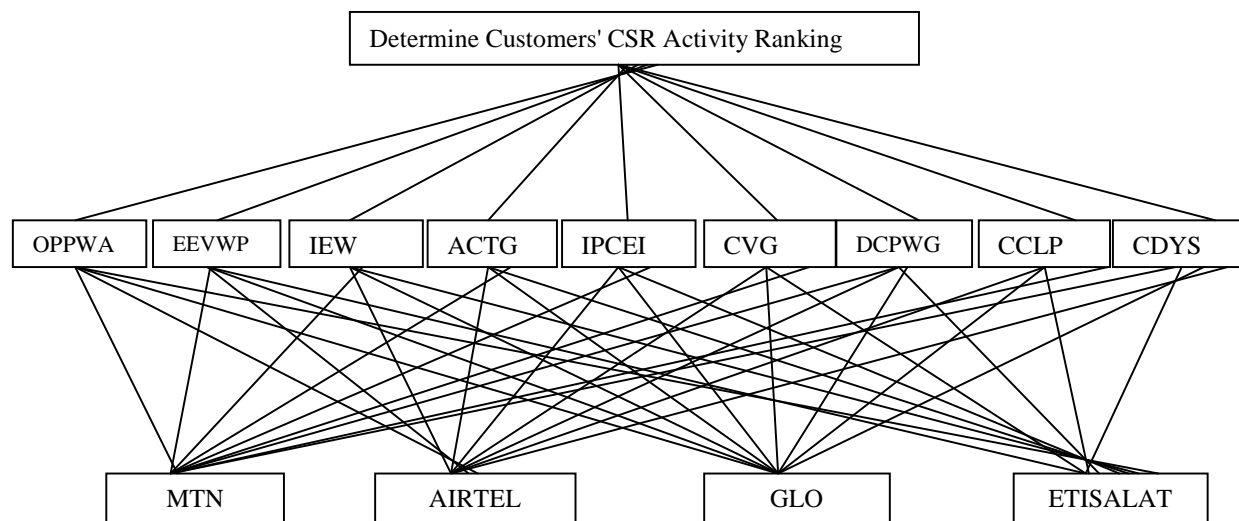 Determine Customers' CSR Activity Ranking
OPPWA EEVWP IEW ACTG IPCEI CVG DCPWG CCLP CDYS
MTN AIRTEL GLO ETISALAT